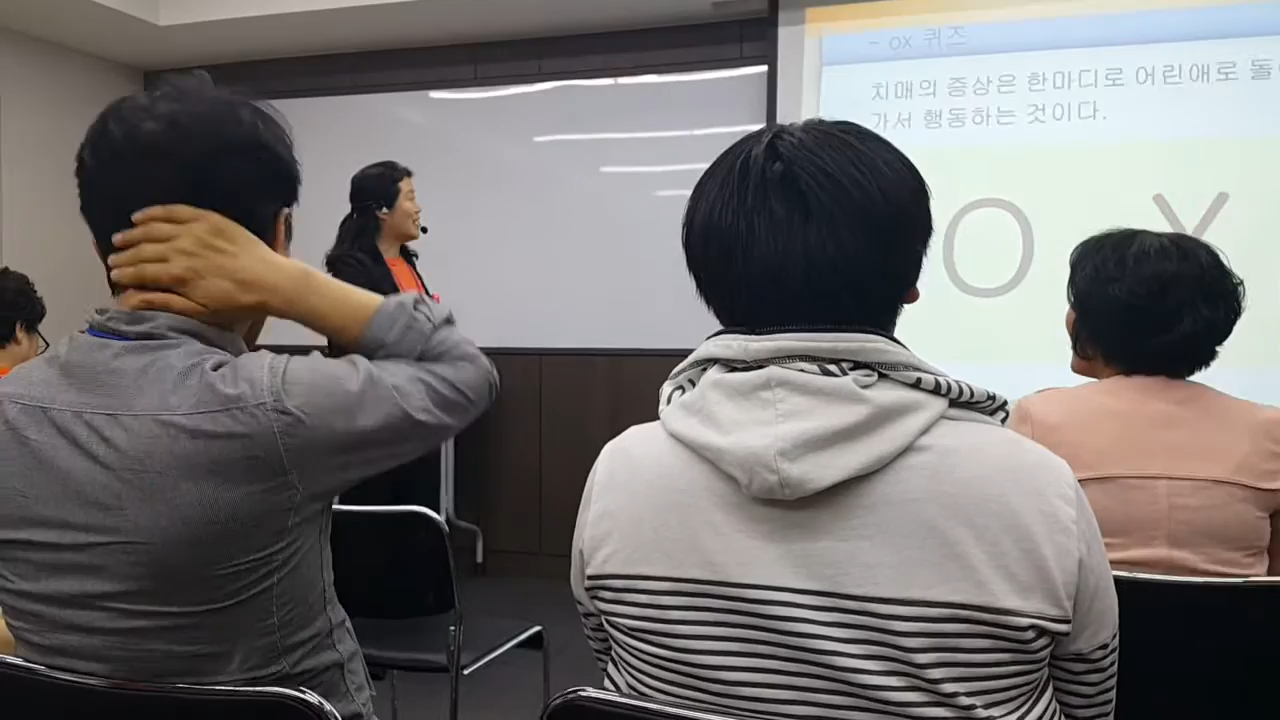 - ox 퀴즈
치매의 증상은 한마디로 어린애로 돌
가서 행동하는 것이다.
O X